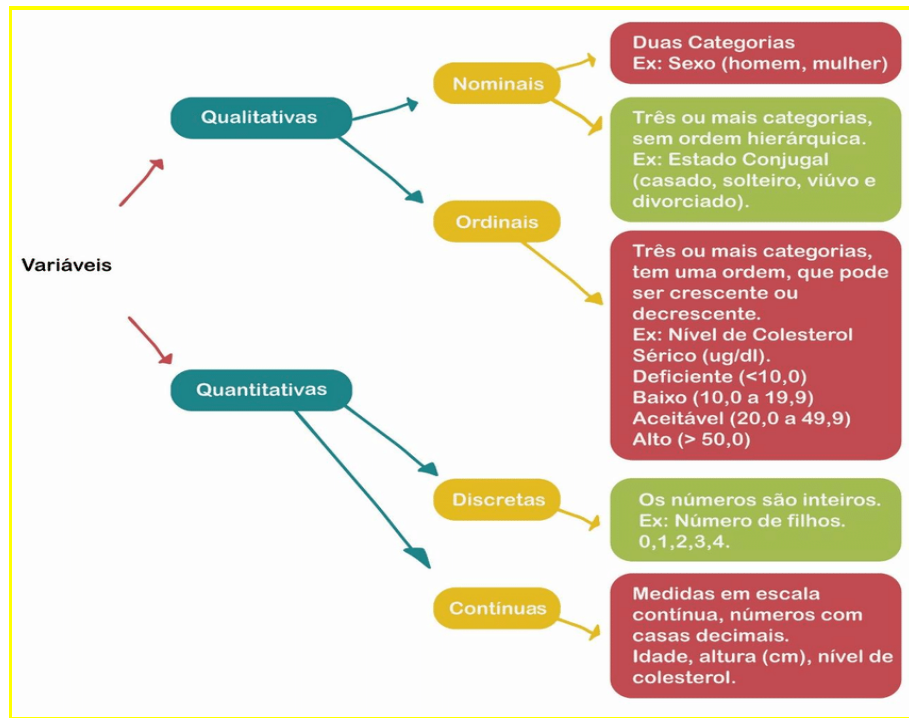 Variáveis
Qualitativas
Nominais
Duas Categorias
Ex: Sexo (homem, mulher)
Três ou mais categorias,
sem ordem hierárquica.
Ex: Estado Conjugal
(casado, solteiro, viúvo e
divorciado).
Ordinais
Três ou mais categorias,
tem uma ordem, que pode
ser crescente ou
decrescente.
Ex: Nível de Colesterol
Sérico (ug/dl).
Deficiente (<10,0)
Baixo (10,0 a 19,9)
Aceitável (20,0 a 49,9)
Alto (> 50,0)
Quantitativas
Discretas
Os números são inteiros.
Ex: Número de filhos.
0,1,2,3,4.
Contínuas
Medidas em escala
contínua, números com
casas decimais.
Idade, altura (cm), nível de
colesterol.